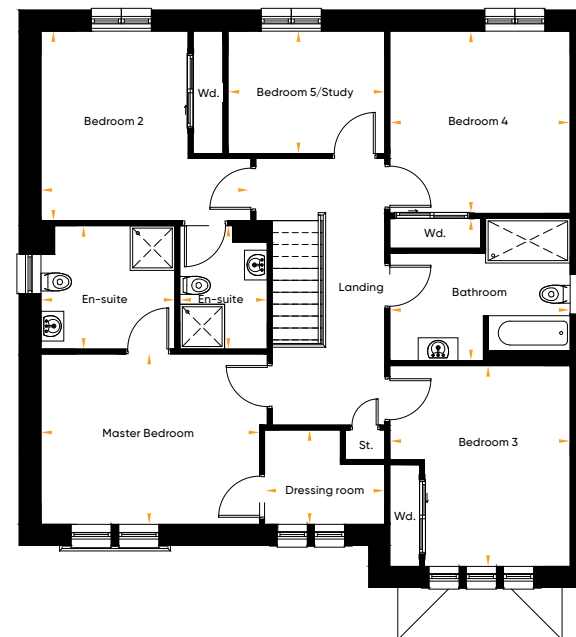 Wd.
Bedroom 2
Bedroom 5/Study
Bedroom 4
Wd.
En-suite
En-suite
Landing
Bathroom
Master Bedroom
St.
Bedroom 3
Dressing room
Wd.